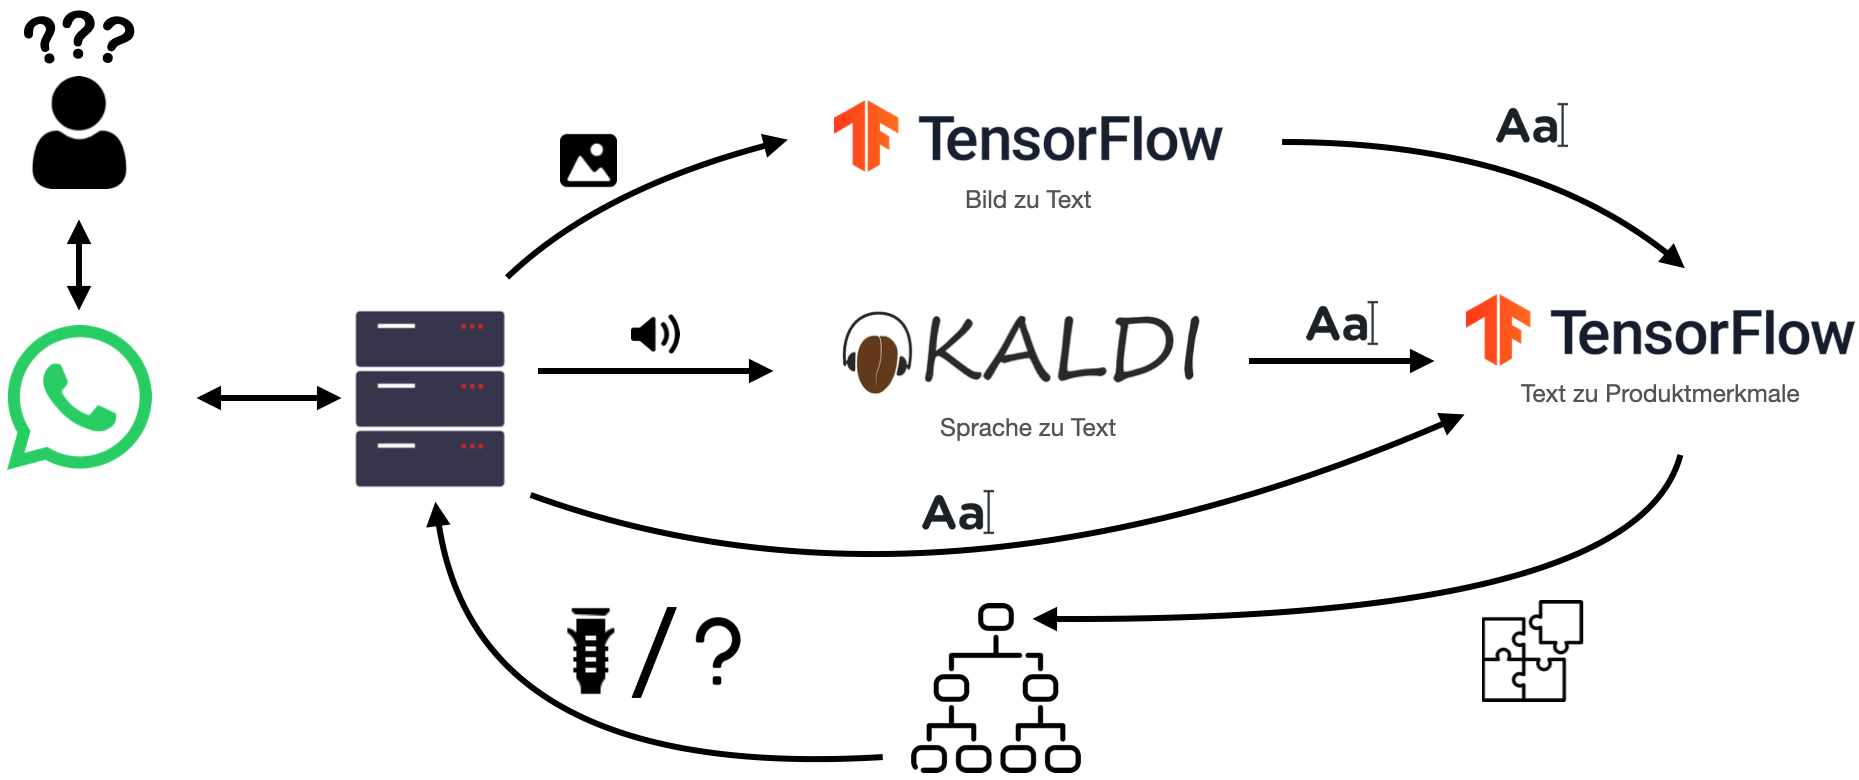 ???
TensorFlow
Bild zu Text
Aa
KALDI
Sprache zu Text
Aa
TensorFlow
Text zu Produktmerkmale
Aa
/ ?